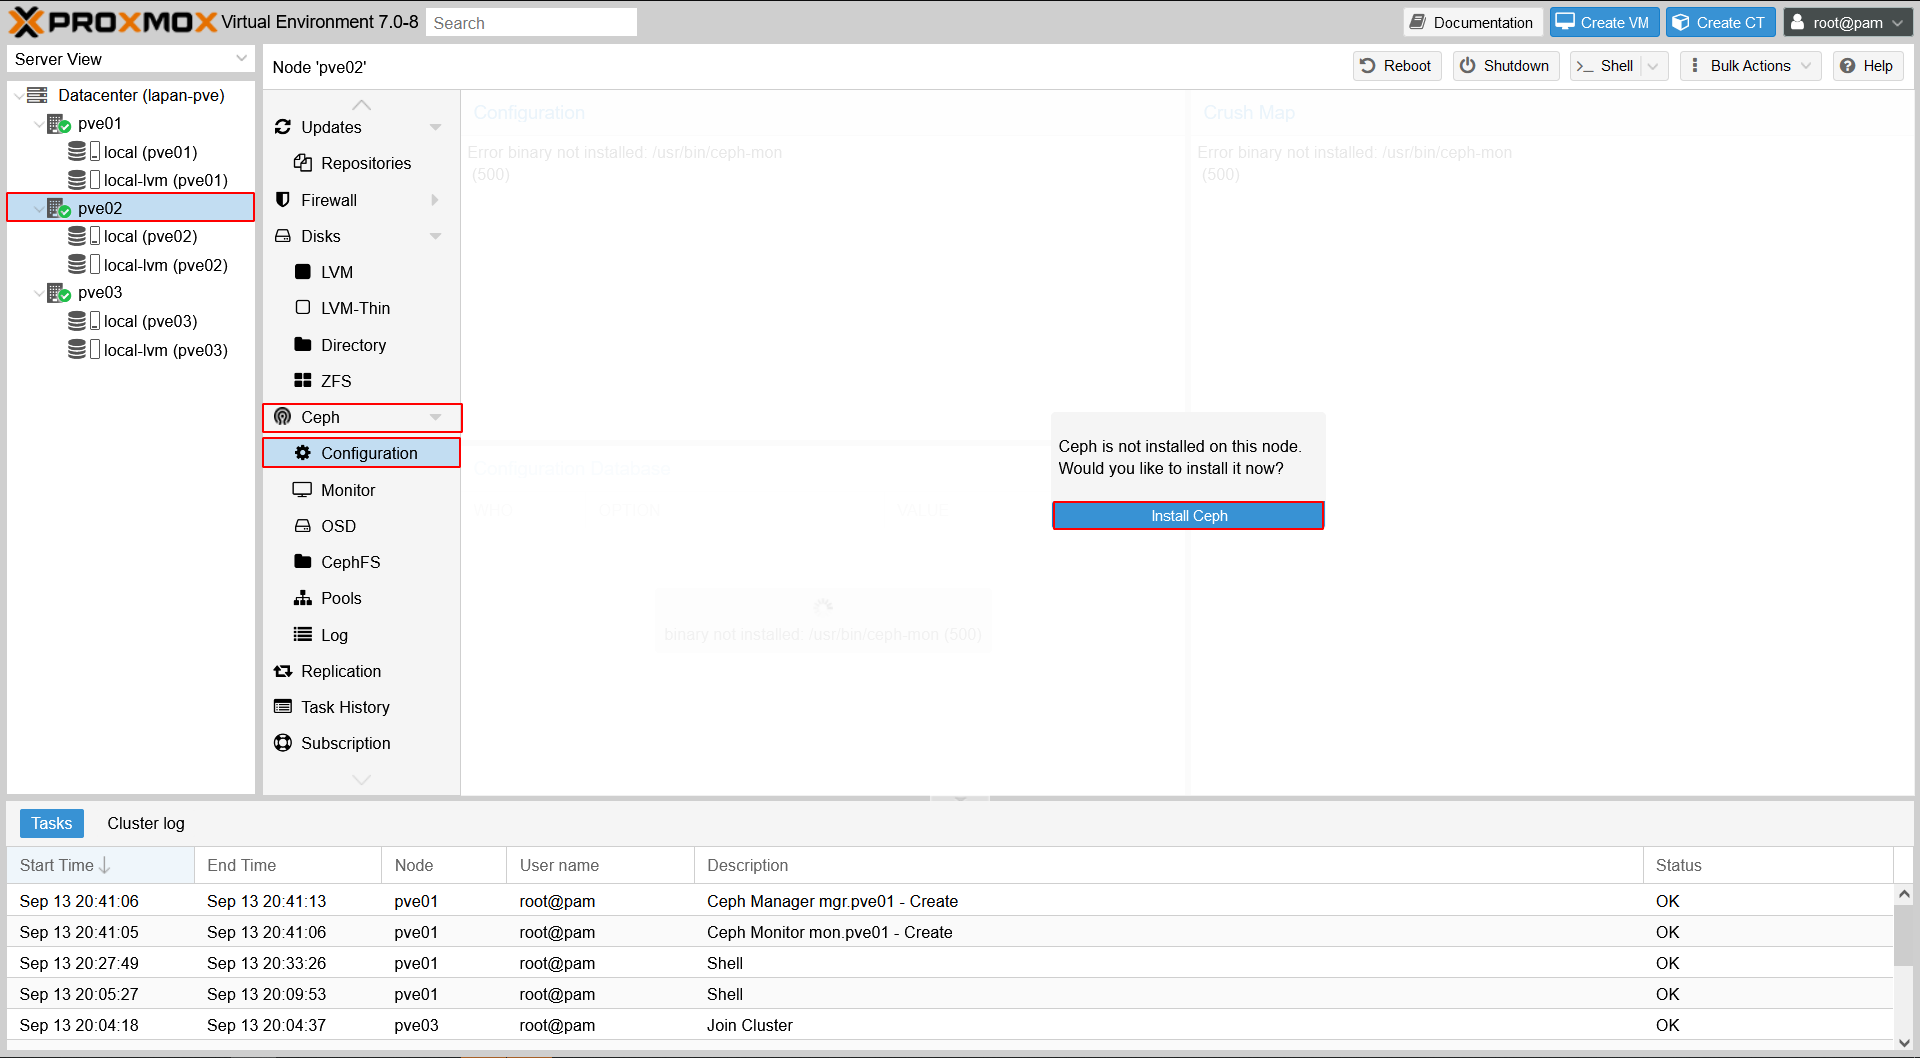 PROXMOX Virtual Environment 7.0-8
Search
Documentation
Create VM
Create CT
root@pam
Server View
Datacenter (lapan-pve)
pve01
local (pve01)
local-lvm (pve01)
pve02
local (pve02)
local-lvm (pve02)
pve03
local (pve03)
local-lvm (pve03)
Node 'pve02'
Reboot
Shutdown
Shell
Bulk Actions
Help
Updates
Repositories
Firewall
Disks
LVM
LVM-Thin
Directory
ZFS
Ceph
Configuration
Monitor
OSD
CephFS
Pools
Log
Replication
Task History
Subscription
Configuration
Error binary not installed: /usr/bin/ceph-mon
(500)
Crush Map
Error binary not installed: /usr/bin/ceph-mon
(500)
Configuration Database
WHO OPTION VALUE
binary not installed: /usr/bin/ceph-mon (500)
Ceph is not installed on this node.
Would you like to install it now?
Install Ceph
Tasks
Cluster log
Start Time End Time Node User name Description Status
Sep 13 20:41:06 Sep 13 20:41:13 pve01 root@pam Ceph Manager mgr.pve01 - Create OK
Sep 13 20:41:05 Sep 13 20:41:06 pve01 root@pam Ceph Monitor mon.pve01 - Create OK
Sep 13 20:27:49 Sep 13 20:33:26 pve01 root@pam Shell OK
Sep 13 20:05:27 Sep 13 20:09:53 pve01 root@pam Shell OK
Sep 13 20:04:18 Sep 13 20:04:37 pve03 root@pam Join Cluster OK